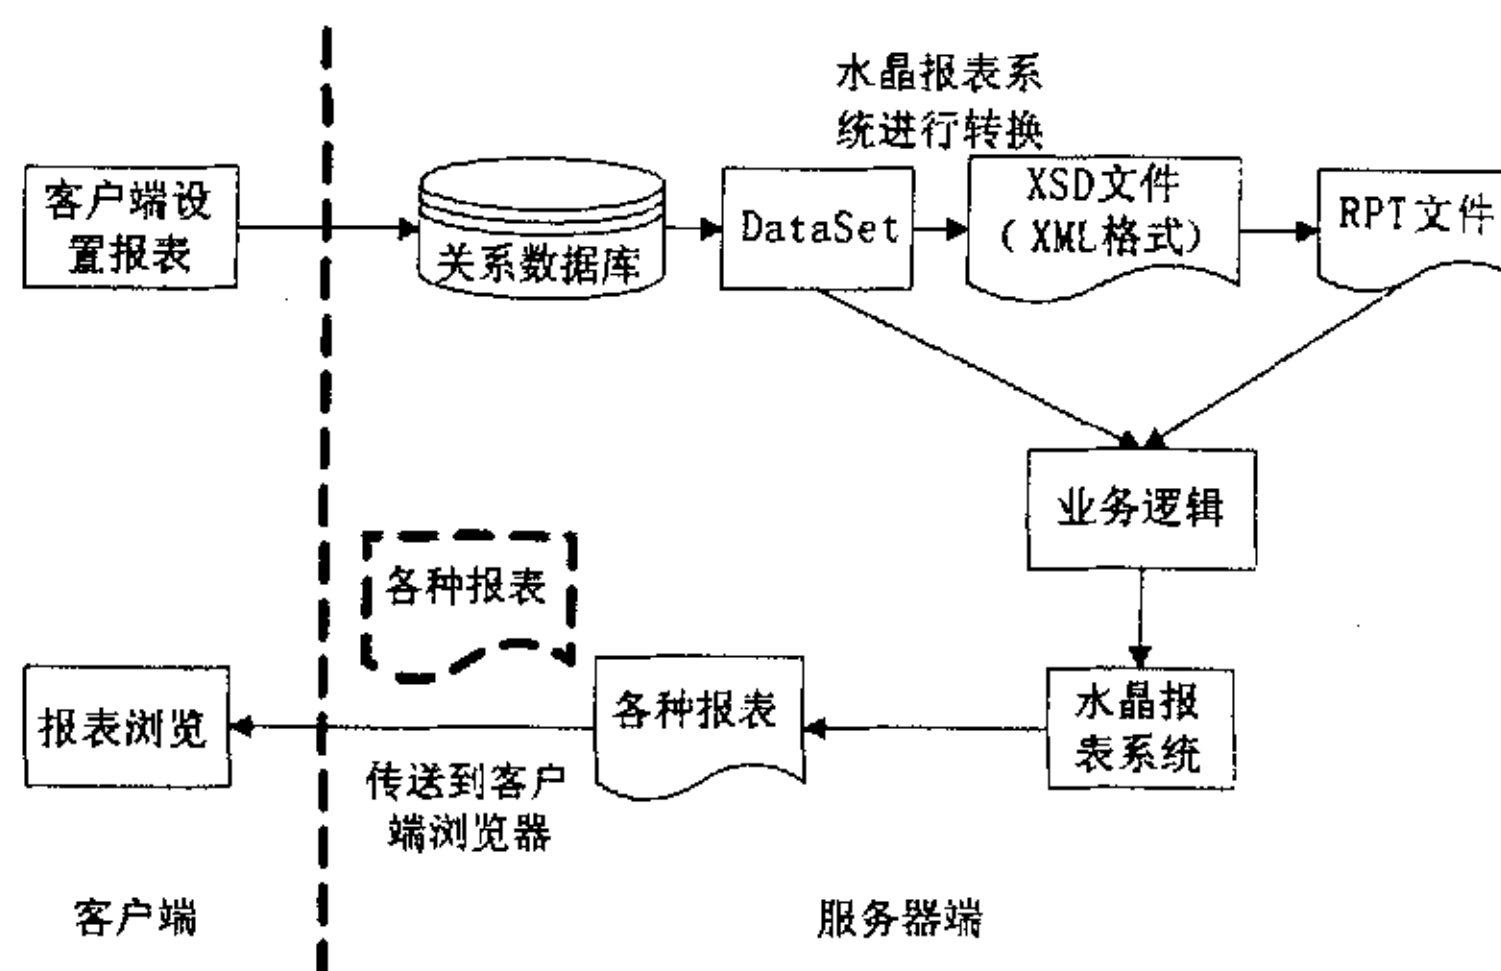 水晶报表系
统进行转换
客户端设
置报表
关系数据库
DataSet
XSD文件
(XML格式)
RPT文件
业务逻辑
各种报表
报表浏览
各种报表
水晶报
表系统
传送到客户
端浏览器
客户端
服务器端